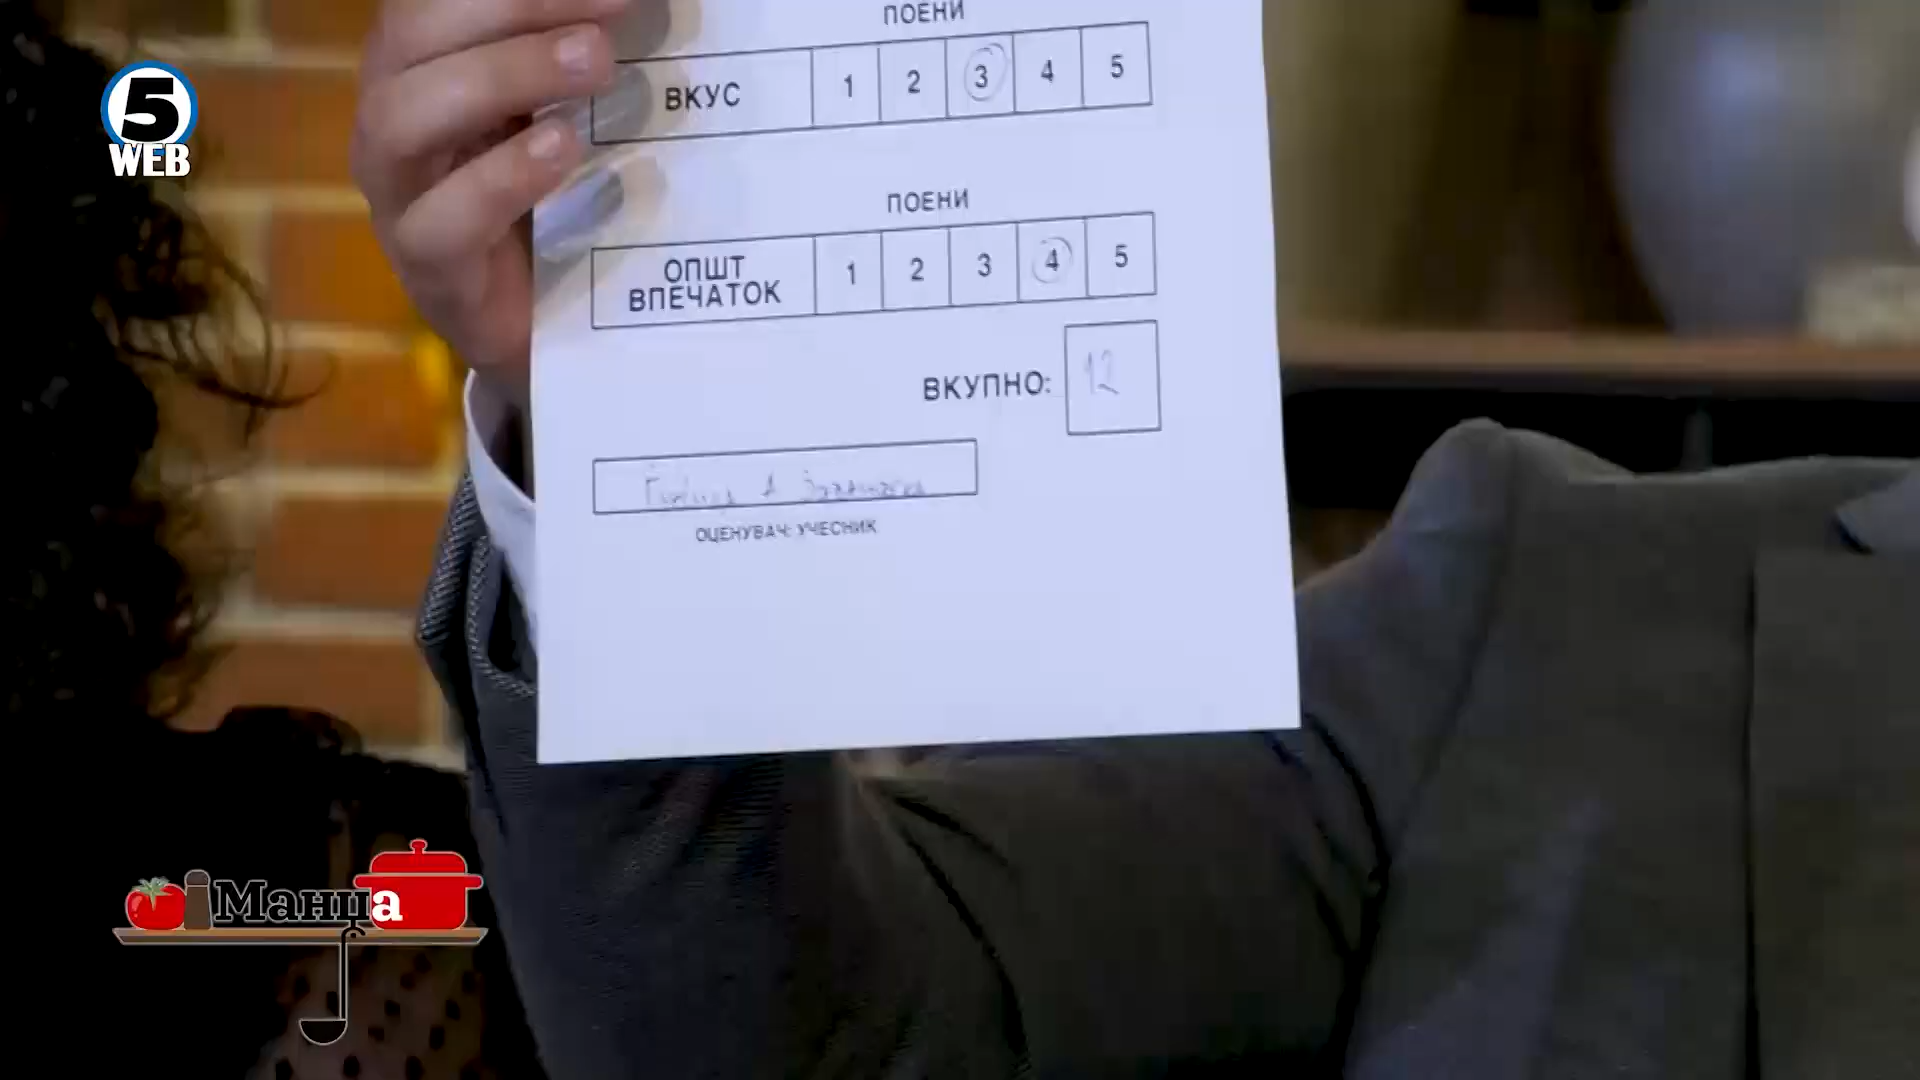 ПОЕНИ
ВКУС 1 2 3 4 5
5
WEB
ПОЕНИ
ОПШТ ВПЕЧАТОК 1 2 3 4 5
ВКУПНО: 12
ОЦЕНУВАЧ: УЧЕСНИК
Манца